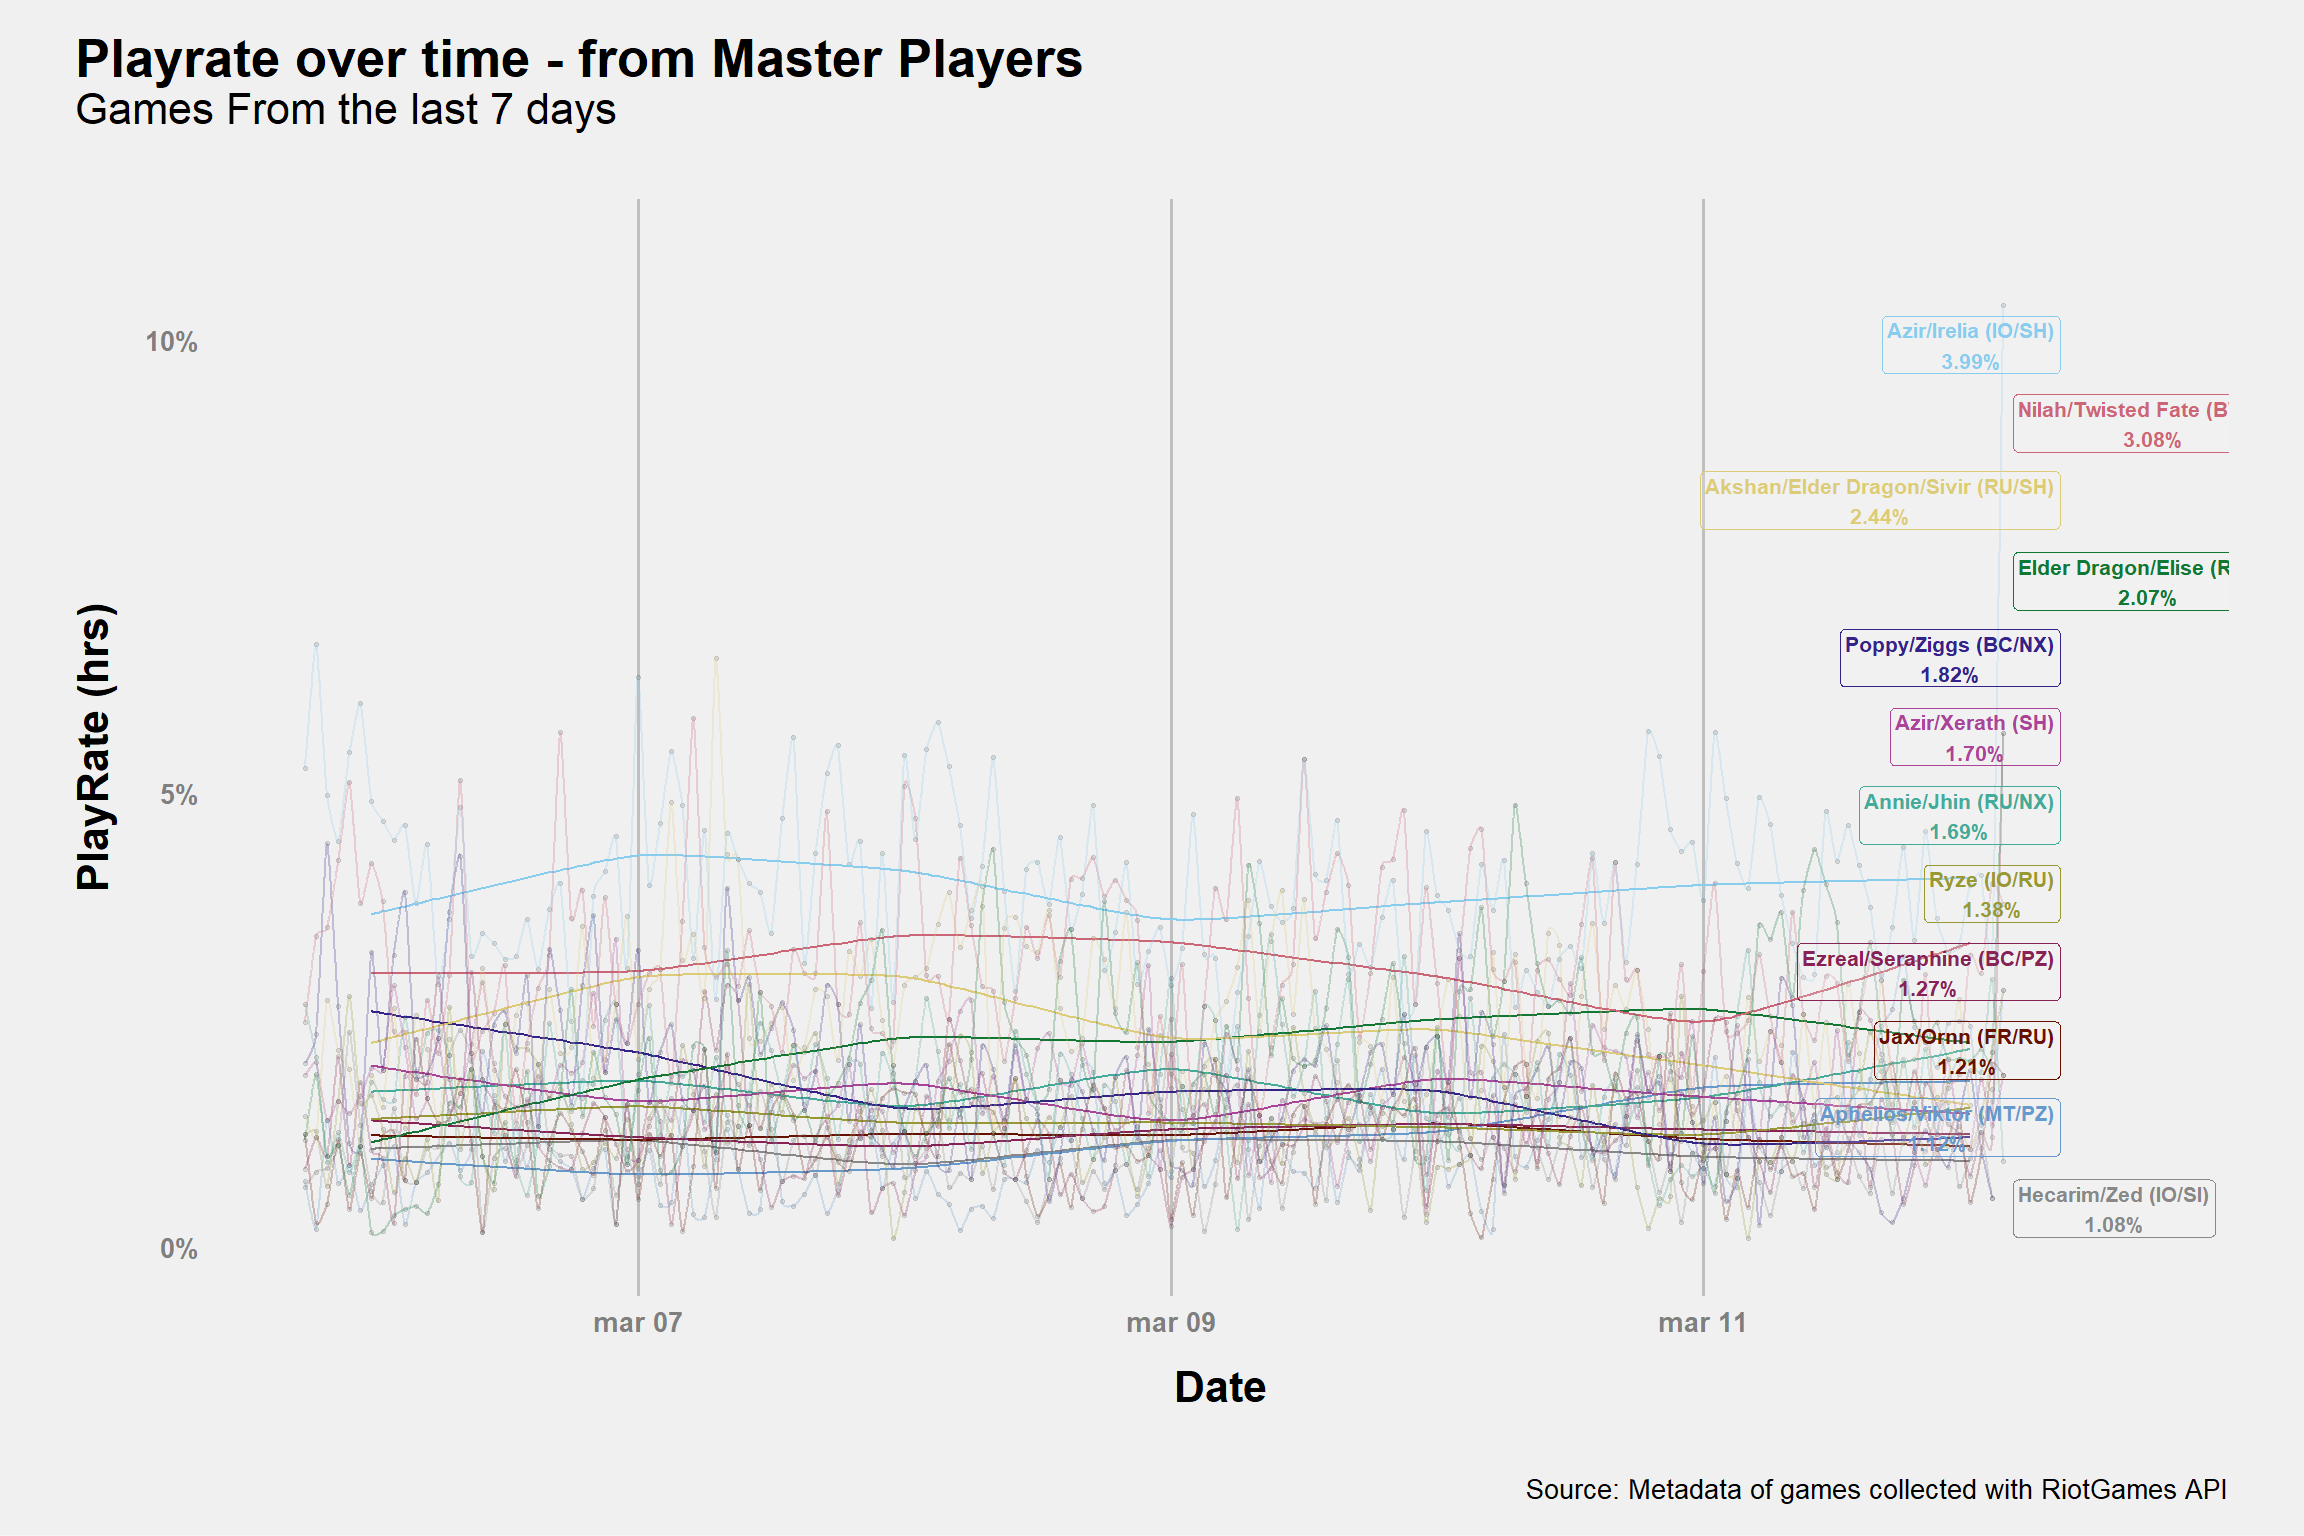 Playrate over time - from Master Players
Games From the last 7 days
PlayRate (hrs)
10%
5%
0%
Azir/Irelia (IO/SH)
3.99%
Nilah/Twisted Fate (B
3.08%
Akshan/Elder Dragon/Sivir (RU/SH)
2.44%
Elder Dragon/Elise (R
2.07%
Poppy/Ziggs (BC/NX)
1.82%
Azir/Xerath (SH)
1.70%
Annie/Jhin (RU/NX)
1.69%
Ryze (IO/RU)
1.38%
Ezreal/Seraphine (BC/PZ)
1.27%
Jax/Ornn (FR/RU)
1.21%
Aphelios/Viktor (MT/PZ)
1.12%
Hecarim/Zed (IO/SI)
1.08%
mar 07
mar 09
mar 11
Date
Source: Metadata of games collected with RiotGames API